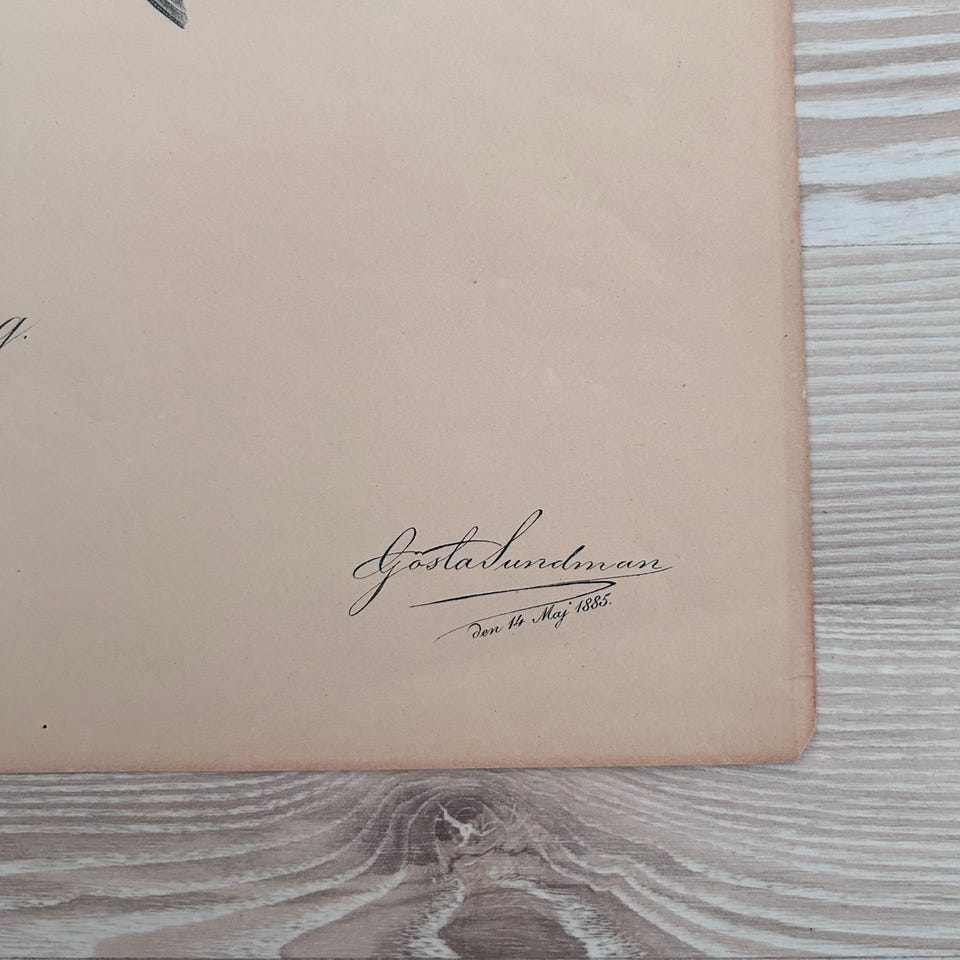 g.
Gösta Sundman
den 14 Maj 1885.